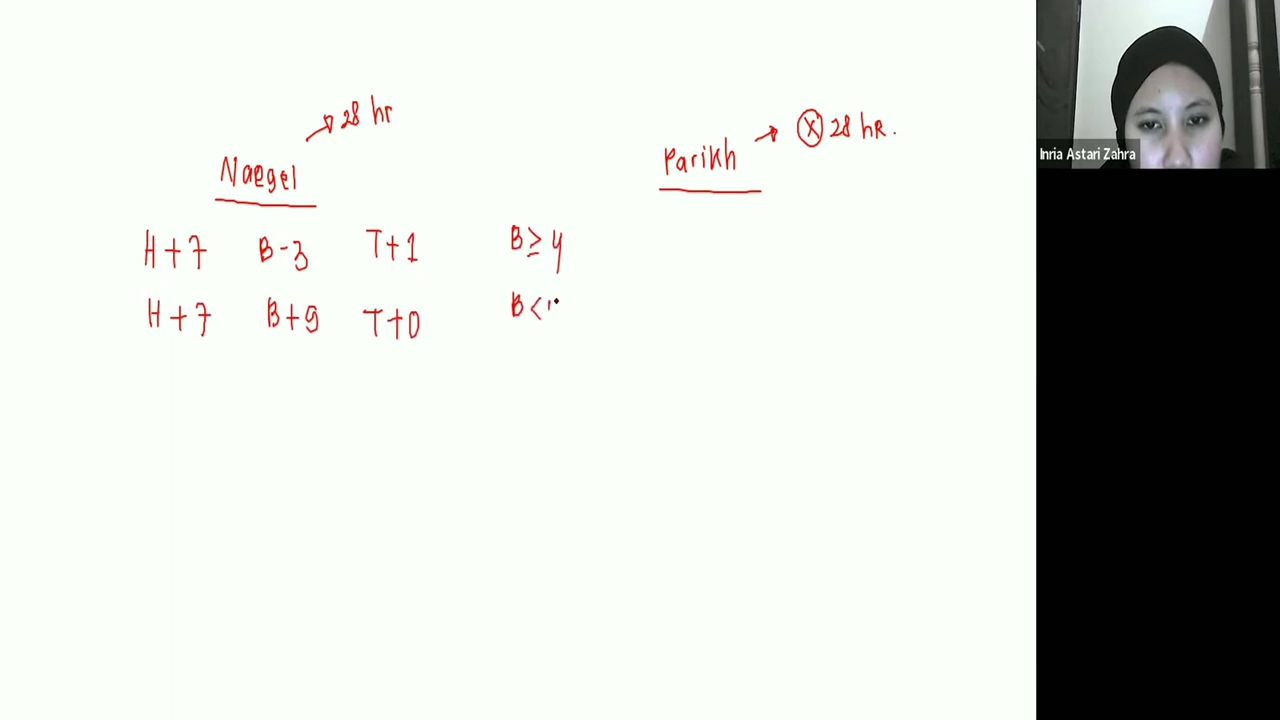 Naegel → 28 hr
H+7 B-3 T+1 B≥4
H+7 B+9 T+0 B<
Parikh → ⓧ 28 hR.
Inria Astari Zahra